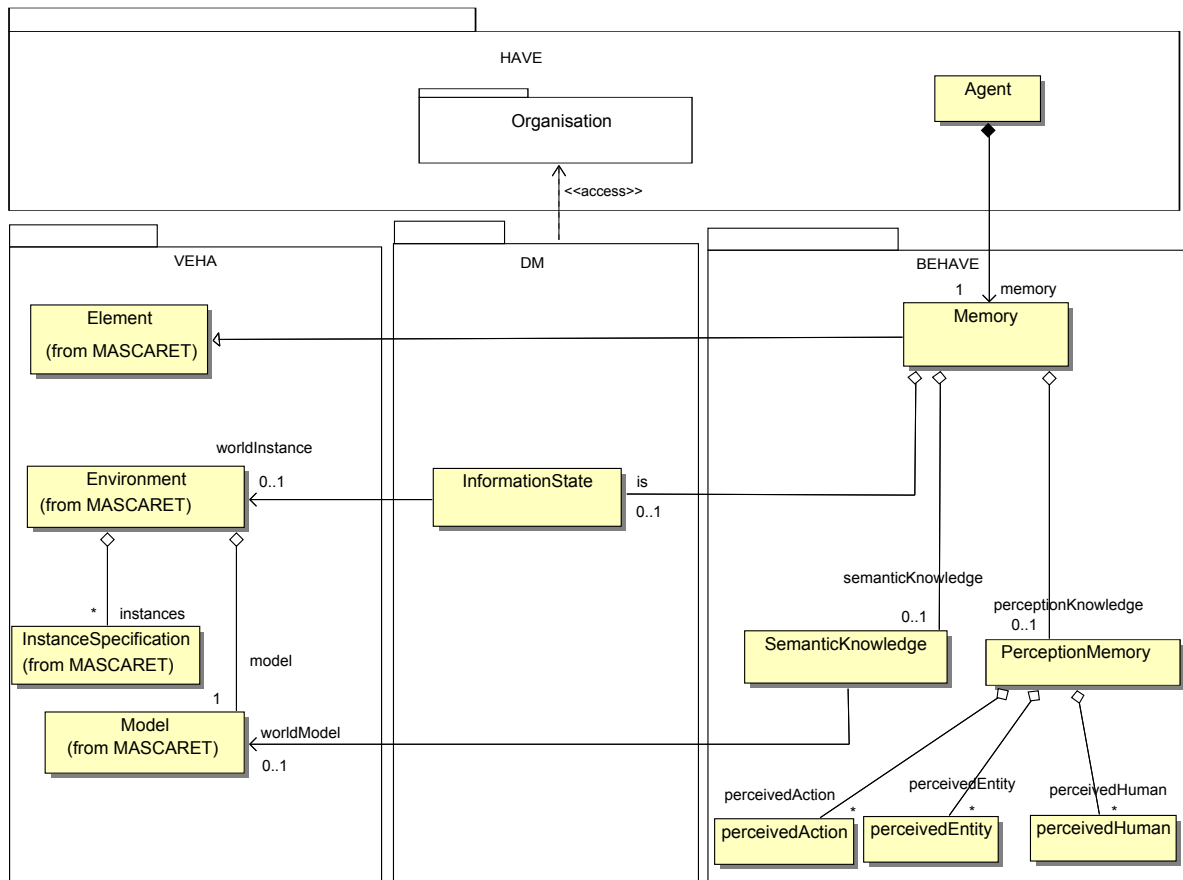 HAVE
Agent
Organisation
<<access>>
VEHA
DM
BEHAVE
1
memory
Element
(from MASCARET)
Memory
worldInstance
0..1
Environment
(from MASCARET)
InformationState
is
0..1
semanticKnowledge
0..1
perceptionKnowledge
0..1
* instances
InstanceSpecification
(from MASCARET)
SemanticKnowledge
PerceptionMemory
model
1
Model
(from MASCARET)
worldModel
0..1
perceivedAction
*
perceivedEntity
*
perceivedHuman
*
perceivedAction
perceivedEntity
perceivedHuman